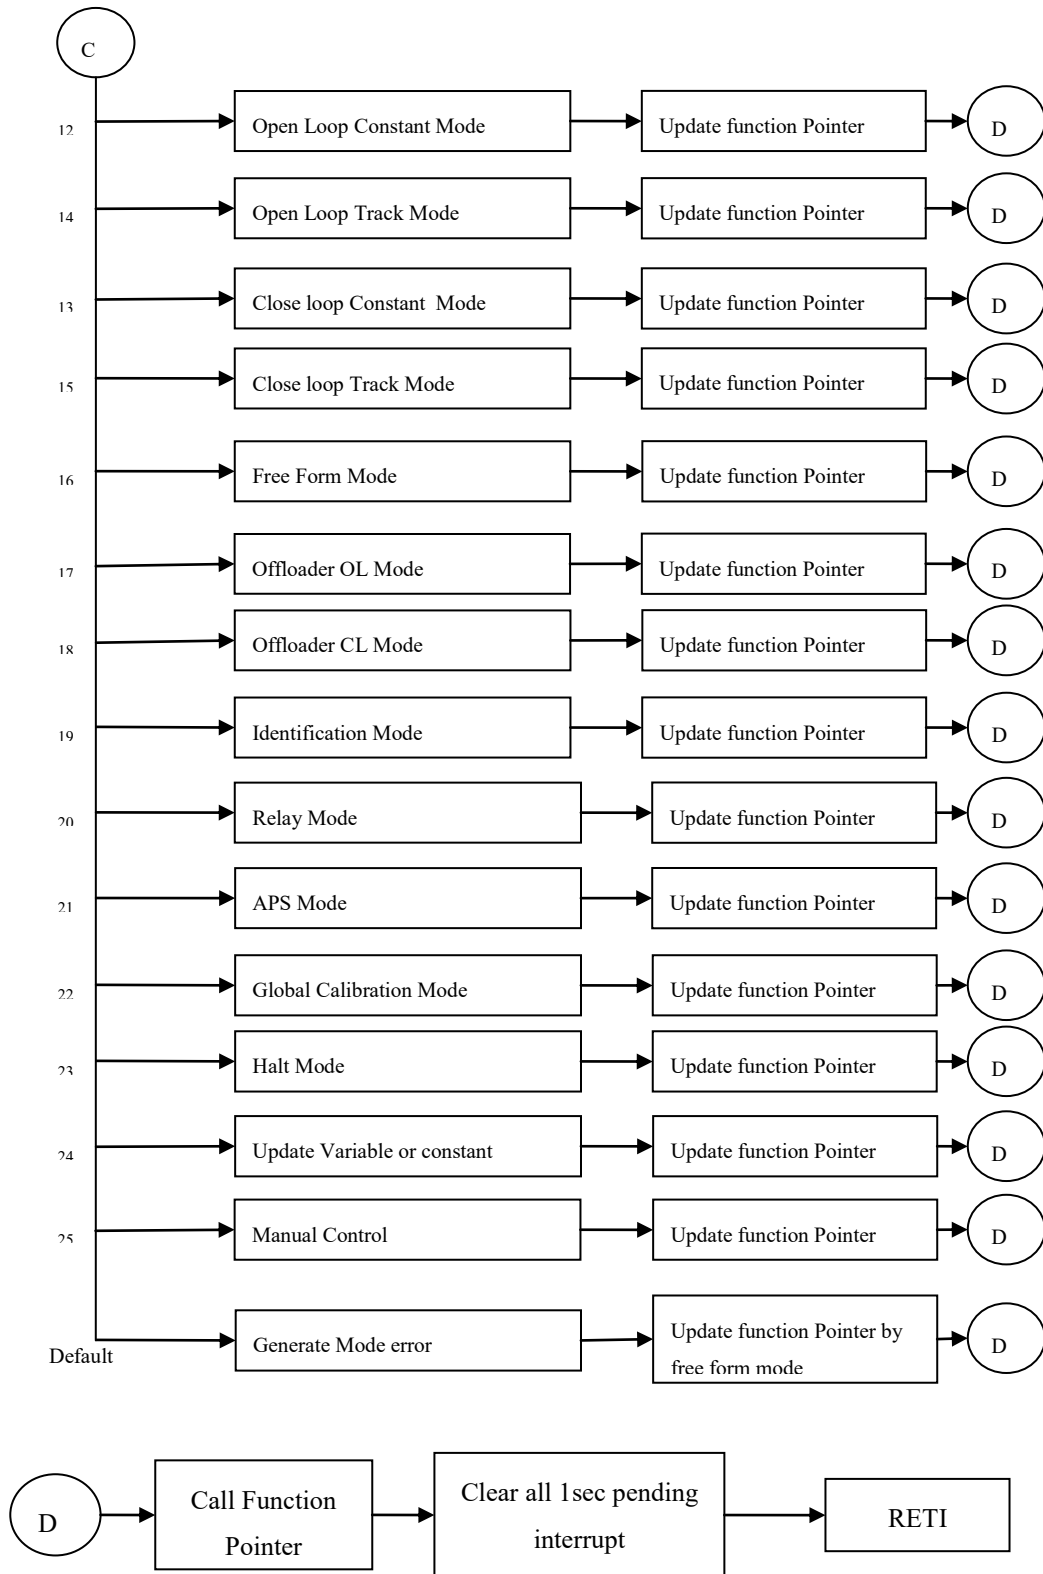 C
12 Open Loop Constant Mode Update function Pointer D
14 Open Loop Track Mode Update function Pointer D
13 Close loop Constant Mode Update function Pointer D
15 Close loop Track Mode Update function Pointer D
16 Free Form Mode Update function Pointer D
17 Offloader OL Mode Update function Pointer D
18 Offloader CL Mode Update function Pointer D
19 Identification Mode Update function Pointer D
20 Relay Mode Update function Pointer D
21 APS Mode Update function Pointer D
22 Global Calibration Mode Update function Pointer D
23 Halt Mode Update function Pointer D
24 Update Variable or constant Update function Pointer D
25 Manual Control Update function Pointer D
Default Generate Mode error Update function Pointer by
free form mode
D
D
Call Function
Pointer
Clear all 1sec pending
interrupt
RETI